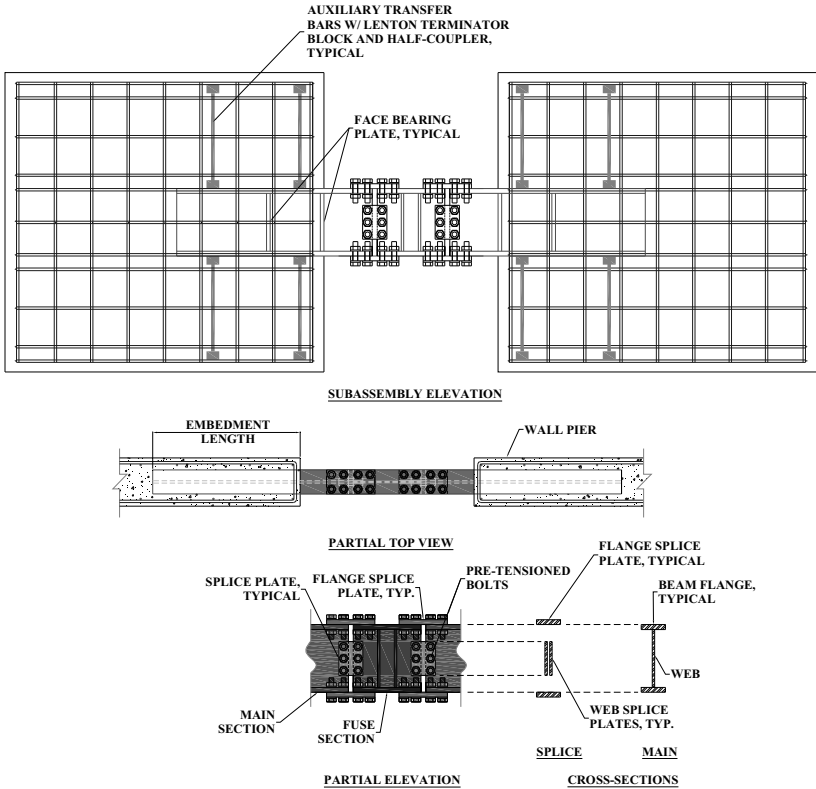 AUXILIARY TRANSFER
BARS W/ LENTON TERMINATOR
BLOCK AND HALF-COUPLER,
TYPICAL
FACE BEARING
PLATE, TYPICAL
SUBASSEMBLY ELEVATION
EMBEDMENT
LENGTH
WALL PIER
PARTIAL TOP VIEW
FLANGE SPLICE
PLATE, TYPICAL
SPLICE PLATE,
TYPICAL
FLANGE SPLICE
PLATE, TYP.
PRE-TENSIONED
BOLTS
BEAM FLANGE,
TYPICAL
WEB
WEB SPLICE
PLATES, TYP.
MAIN
SECTION
FUSE
SECTION
SPLICE
MAIN
PARTIAL ELEVATION
CROSS-SECTIONS